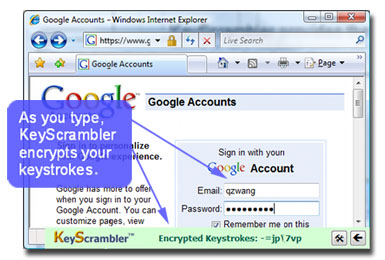 Google Accounts - Windows Internet Explorer
https://www.g
Live Search
Google Accounts
Page
Google
Google Accounts
As you type,
KeyScrambler
encrypts your
keystrokes.
Sign in to personalize
experience.
Google has more to offer
when you sign in to your
Google Account. You can
customize pages, view
Sign in with your
Google Account
Email: qzwang
Password: •••••••••
Remember me on this
KeyScrambler™ Encrypted Keystrokes: -=jp\7vp